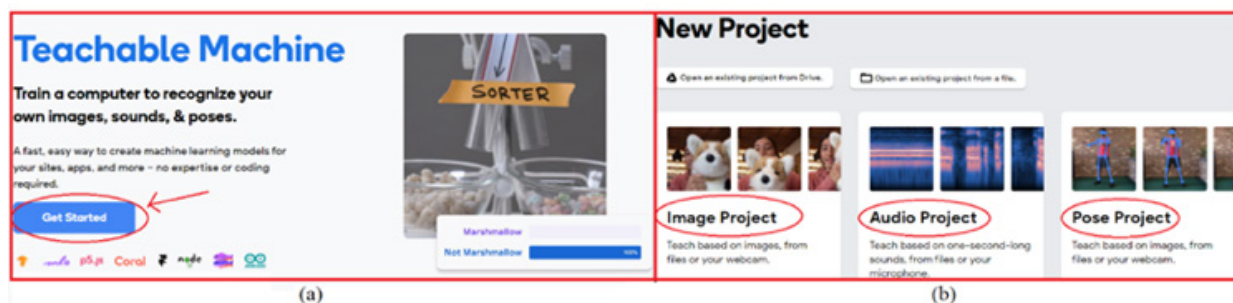 Teachable Machine
Train a computer to recognize your
own images, sounds, & poses.
A fast, easy way to create machine learning models for
your sites, apps, and more – no expertise or coding
required.
Get Started
p5.js Coral node
SORTER
Marshmallow
Not Marshmallow 100%
(a)
New Project
Open an existing project from Drive.
Open an existing project from a file.
Image Project
Teach based on images, from
files or your webcam.
Audio Project
Teach based on one-second-long
sounds, from files or your
microphone.
Pose Project
Teach based on images, from
files or your webcam.
(b)